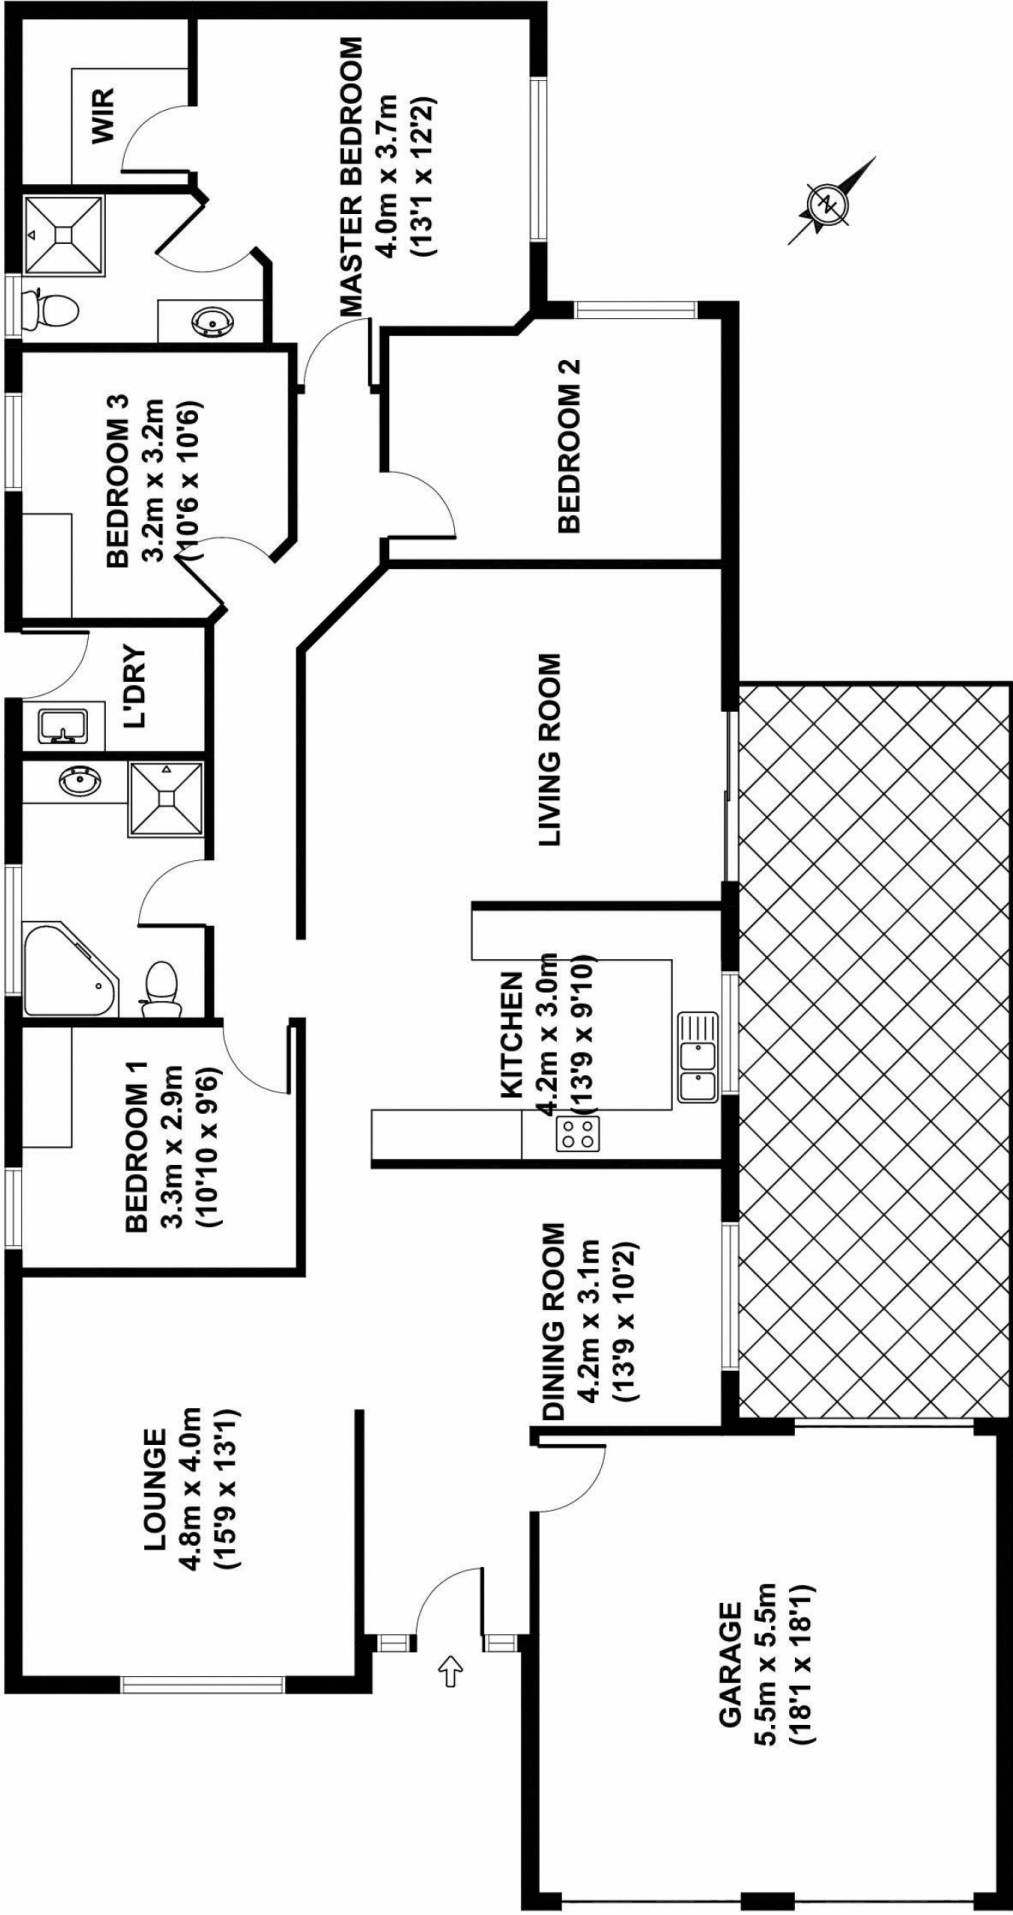 WIR
MASTER BEDROOM
4.0m x 3.7m
(13'1 x 12'2)
N
BEDROOM 3
3.2m x 3.2m
(10'6 x 10'6)
BEDROOM 2
L'DRY
LIVING ROOM
KITCHEN
4.2m x 3.0m
(13'9 x 9'10)
BEDROOM 1
3.3m x 2.9m
(10'10 x 9'6)
DINING ROOM
4.2m x 3.1m
(13'9 x 10'2)
LOUNGE
4.8m x 4.0m
(15'9 x 13'1)
GARAGE
5.5m x 5.5m
(18'1 x 18'1)